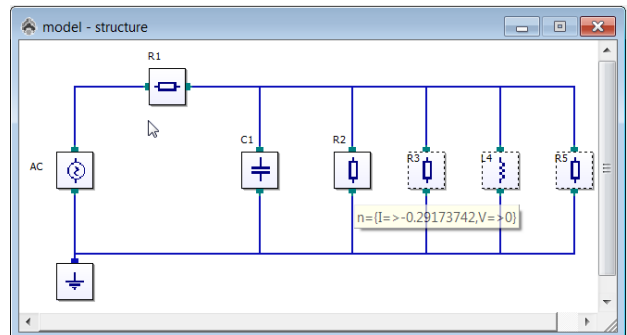 model - structure
R1
AC
C1
R2
R3
L4
R5
n={I=>-0.29173742,V=>0}